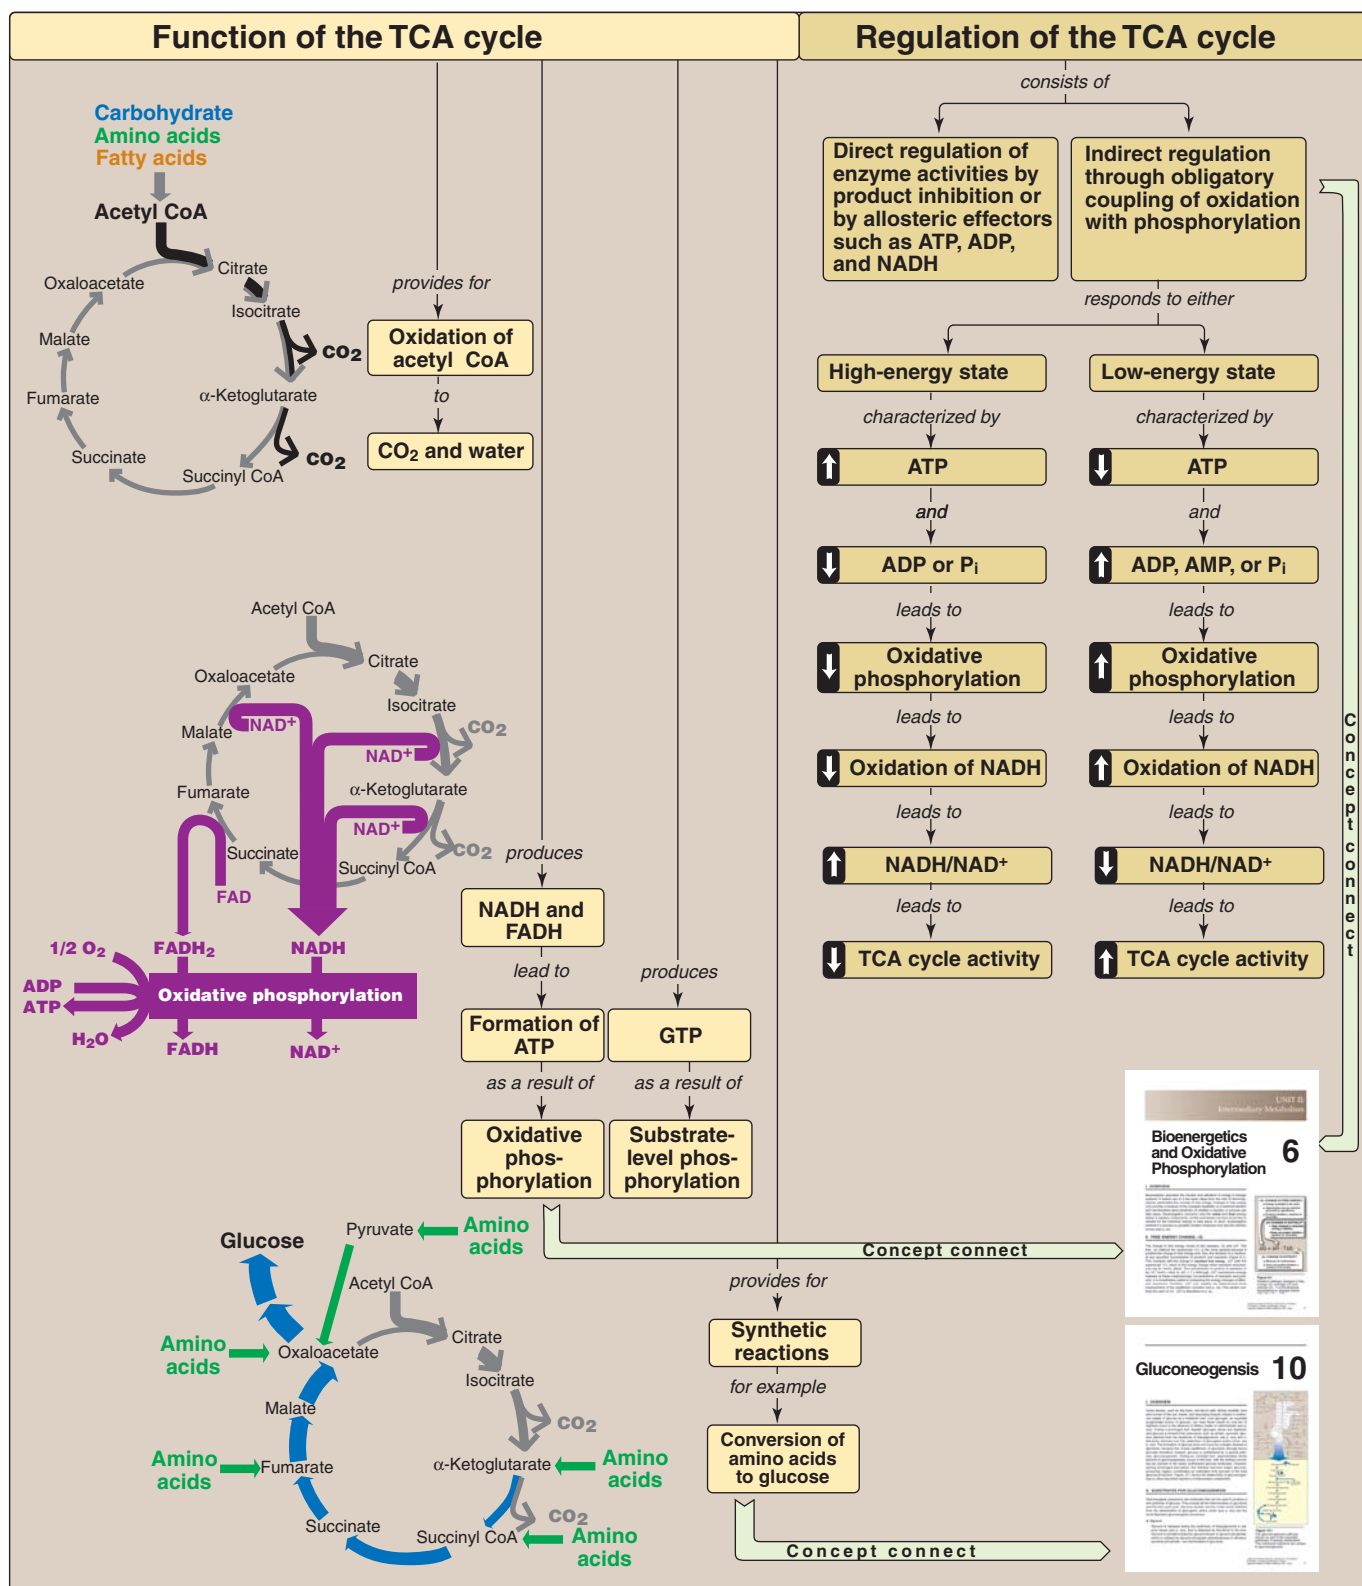 Function of the TCA cycle
Regulation of the TCA cycle
Carbohydrate
Amino acids
Fatty acids
Acetyl CoA
Citrate
Oxaloacetate
Isocitrate
Malate
CO2
Fumarate
α-Ketoglutarate
Succinate
CO2
Succinyl CoA
provides for
Oxidation of
acetyl CoA
to
CO2 and water
Acetyl CoA
Citrate
Oxaloacetate
Isocitrate
Malate
NAD+
CO2
NAD+
Fumarate
α-Ketoglutarate
NAD+
Succinate
CO2
Succinyl CoA
FAD
1/2 O2
FADH2
NADH
ADP
Oxidative phosphorylation
ATP
H2O
FADH
NAD+
produces
NADH and
FADH
lead to
Formation of
ATP
as a result of
Oxidative
phos-
phorylation
produces
GTP
as a result of
Substrate-
level phos-
phorylation
Concept connect
Pyruvate
Amino
acids
Glucose
Acetyl CoA
Amino
acids
Oxaloacetate
Citrate
Isocitrate
Malate
CO2
Amino
acids
Fumarate
α-Ketoglutarate
Amino
acids
Succinate
CO2
Succinyl CoA
Amino
acids
provides for
Synthetic
reactions
for example
Conversion of
amino acids
to glucose
Concept connect
consists of
Direct regulation of
enzyme activities by
product inhibition or
by allosteric effectors
such as ATP, ADP,
and NADH
Indirect regulation
through obligatory
coupling of oxidation
with phosphorylation
responds to either
High-energy state
characterized by
ATP
and
ADP or Pi
leads to
Oxidative
phosphorylation
leads to
Oxidation of NADH
leads to
NADH/NAD+
leads to
TCA cycle activity
Low-energy state
characterized by
ATP
and
ADP, AMP, or Pi
leads to
Oxidative
phosphorylation
leads to
Oxidation of NADH
leads to
NADH/NAD+
leads to
TCA cycle activity
Concept connect
UNIT II:
Intermediary Metabolism
Bioenergetics
and Oxidative
Phosphorylation
6
Gluconeogensis
10